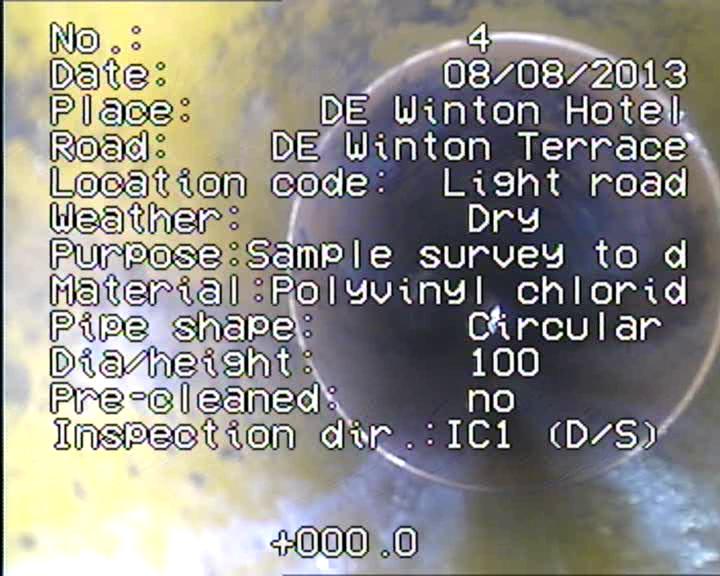 No.: 4
Date: 08/08/2013
Place: DE Winton Hotel
Road: DE Winton Terrace
Location code: Light road
Weather: Dry
Purpose:Sample survey to d
Material:Polyvinyl chlorid
Pipe shape: Circular
Dia/height: 100
Pre-cleaned: no
Inspection dir.:IC1 (D/S)
+000.0